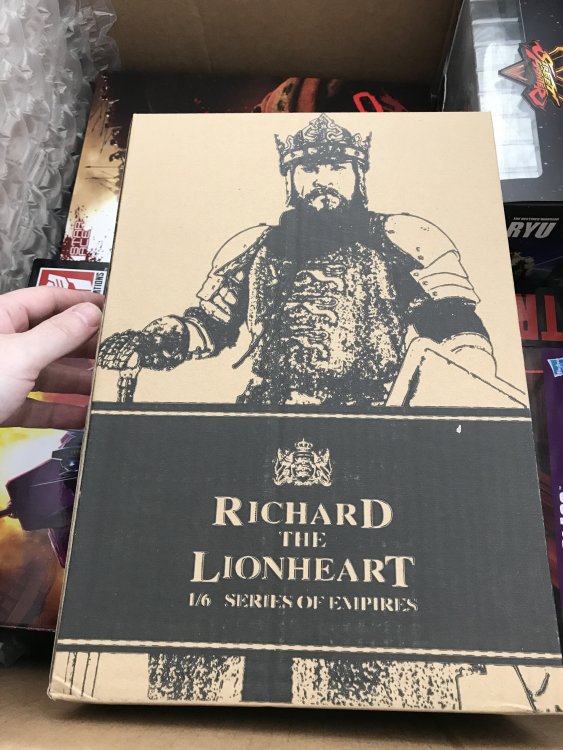 RICHARD
THE
LIONHEART
1/6 SERIES OF EMPIRES
RYU